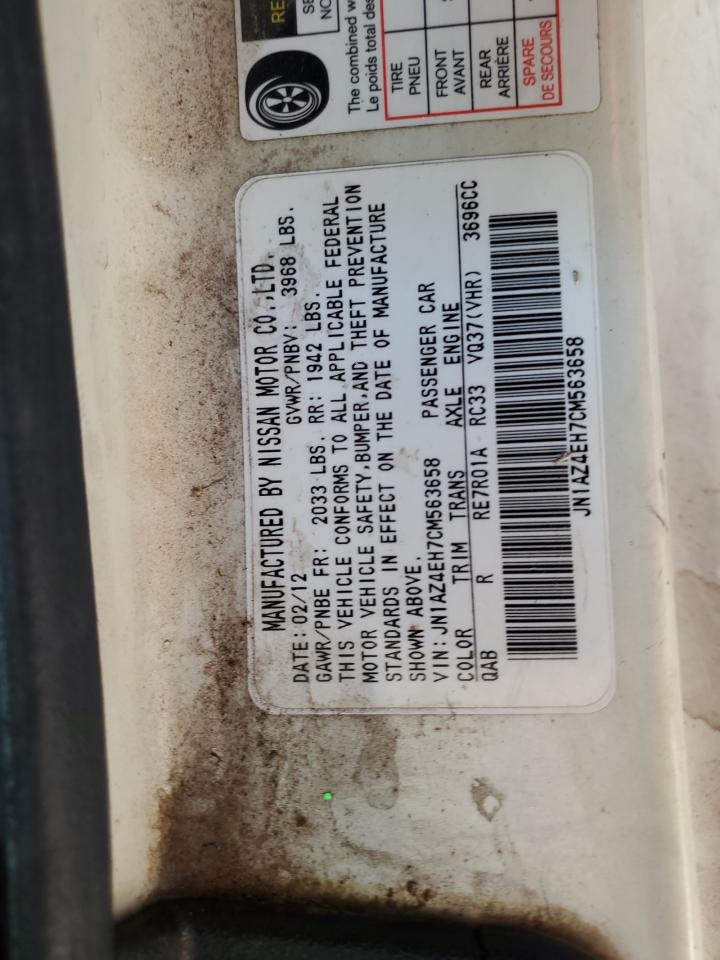 RE
The combined w
Le poids total des
TIRE
PNEU
FRONT
AVANT
REAR
ARRIÈRE
SPARE
DE SECOURS
MANUFACTURED BY NISSAN MOTOR CO.,LTD.
DATE: 02/12 GVWR/PNBV: 3968 LBS.
GAWR/PNBE FR: 2033 LBS. RR: 1942 LBS.
THIS VEHICLE CONFORMS TO ALL APPLICABLE FEDERAL
MOTOR VEHICLE SAFETY,BUMPER,AND THEFT PREVENTION
STANDARDS IN EFFECT ON THE DATE OF MANUFACTURE
SHOWN ABOVE.
VIN: JN1AZ4EH7CM563658 PASSENGER CAR
COLOR TRIM TRANS AXLE ENGINE
QAB R RE7R01A RC33 VQ37(VHR) 3696CC
JN1AZ4EH7CM563658